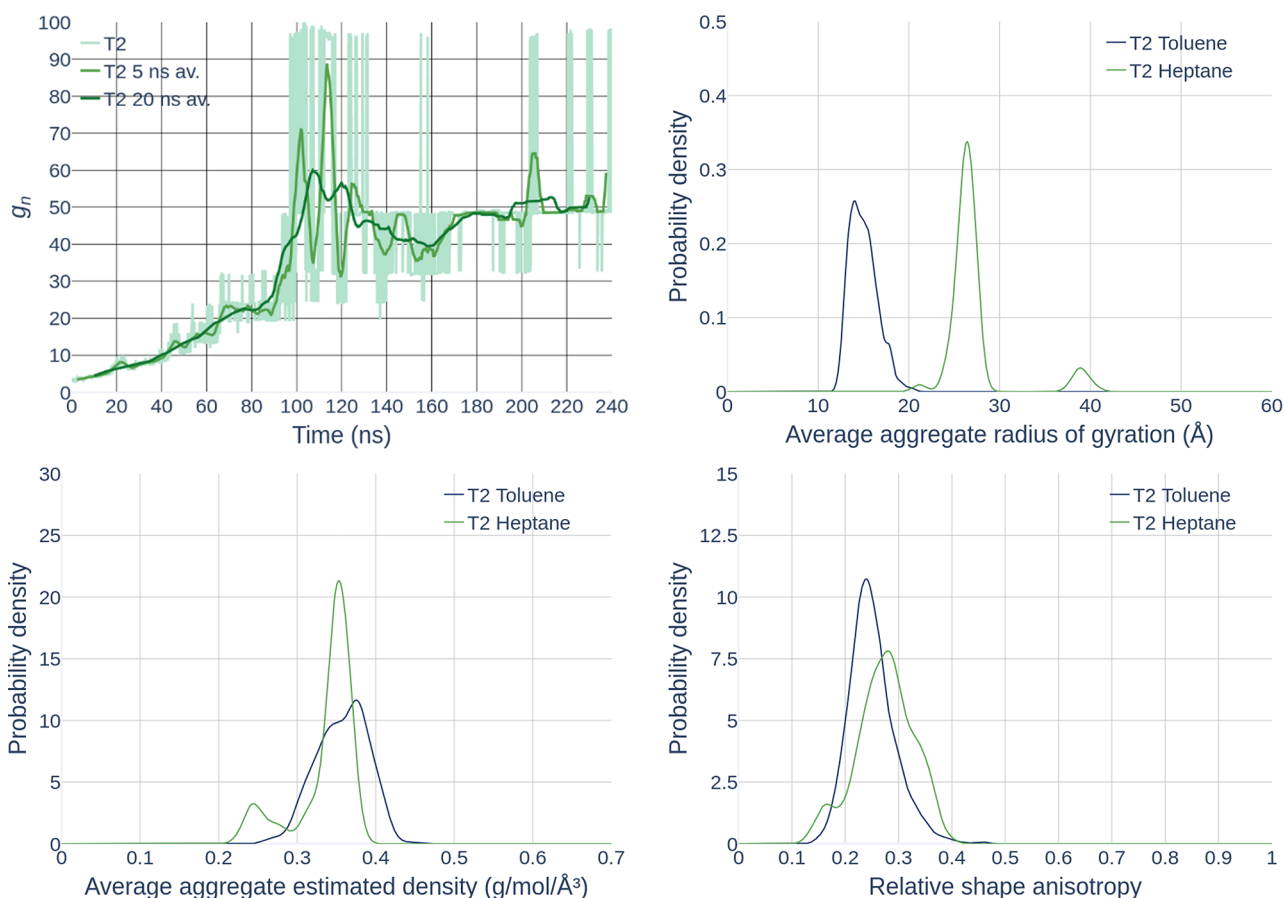 100
90
80
70
60
50
40
30
20
10
0
gn
T2
T2 5 ns av.
T2 20 ns av.
0 20 40 60 80 100 120 140 160 180 200 220 240
Time (ns)
0.5
0.4
0.3
0.2
0.1
0
Probability density
T2 Toluene
T2 Heptane
0 10 20 30 40 50 60
Average aggregate radius of gyration (Å)
30
25
20
15
10
5
0
Probability density
T2 Toluene
T2 Heptane
0 0.1 0.2 0.3 0.4 0.5 0.6 0.7
Average aggregate estimated density (g/mol/Å³)
15
12.5
10
7.5
5
2.5
0
Probability density
T2 Toluene
T2 Heptane
0 0.1 0.2 0.3 0.4 0.5 0.6 0.7 0.8 0.9 1
Relative shape anisotropy